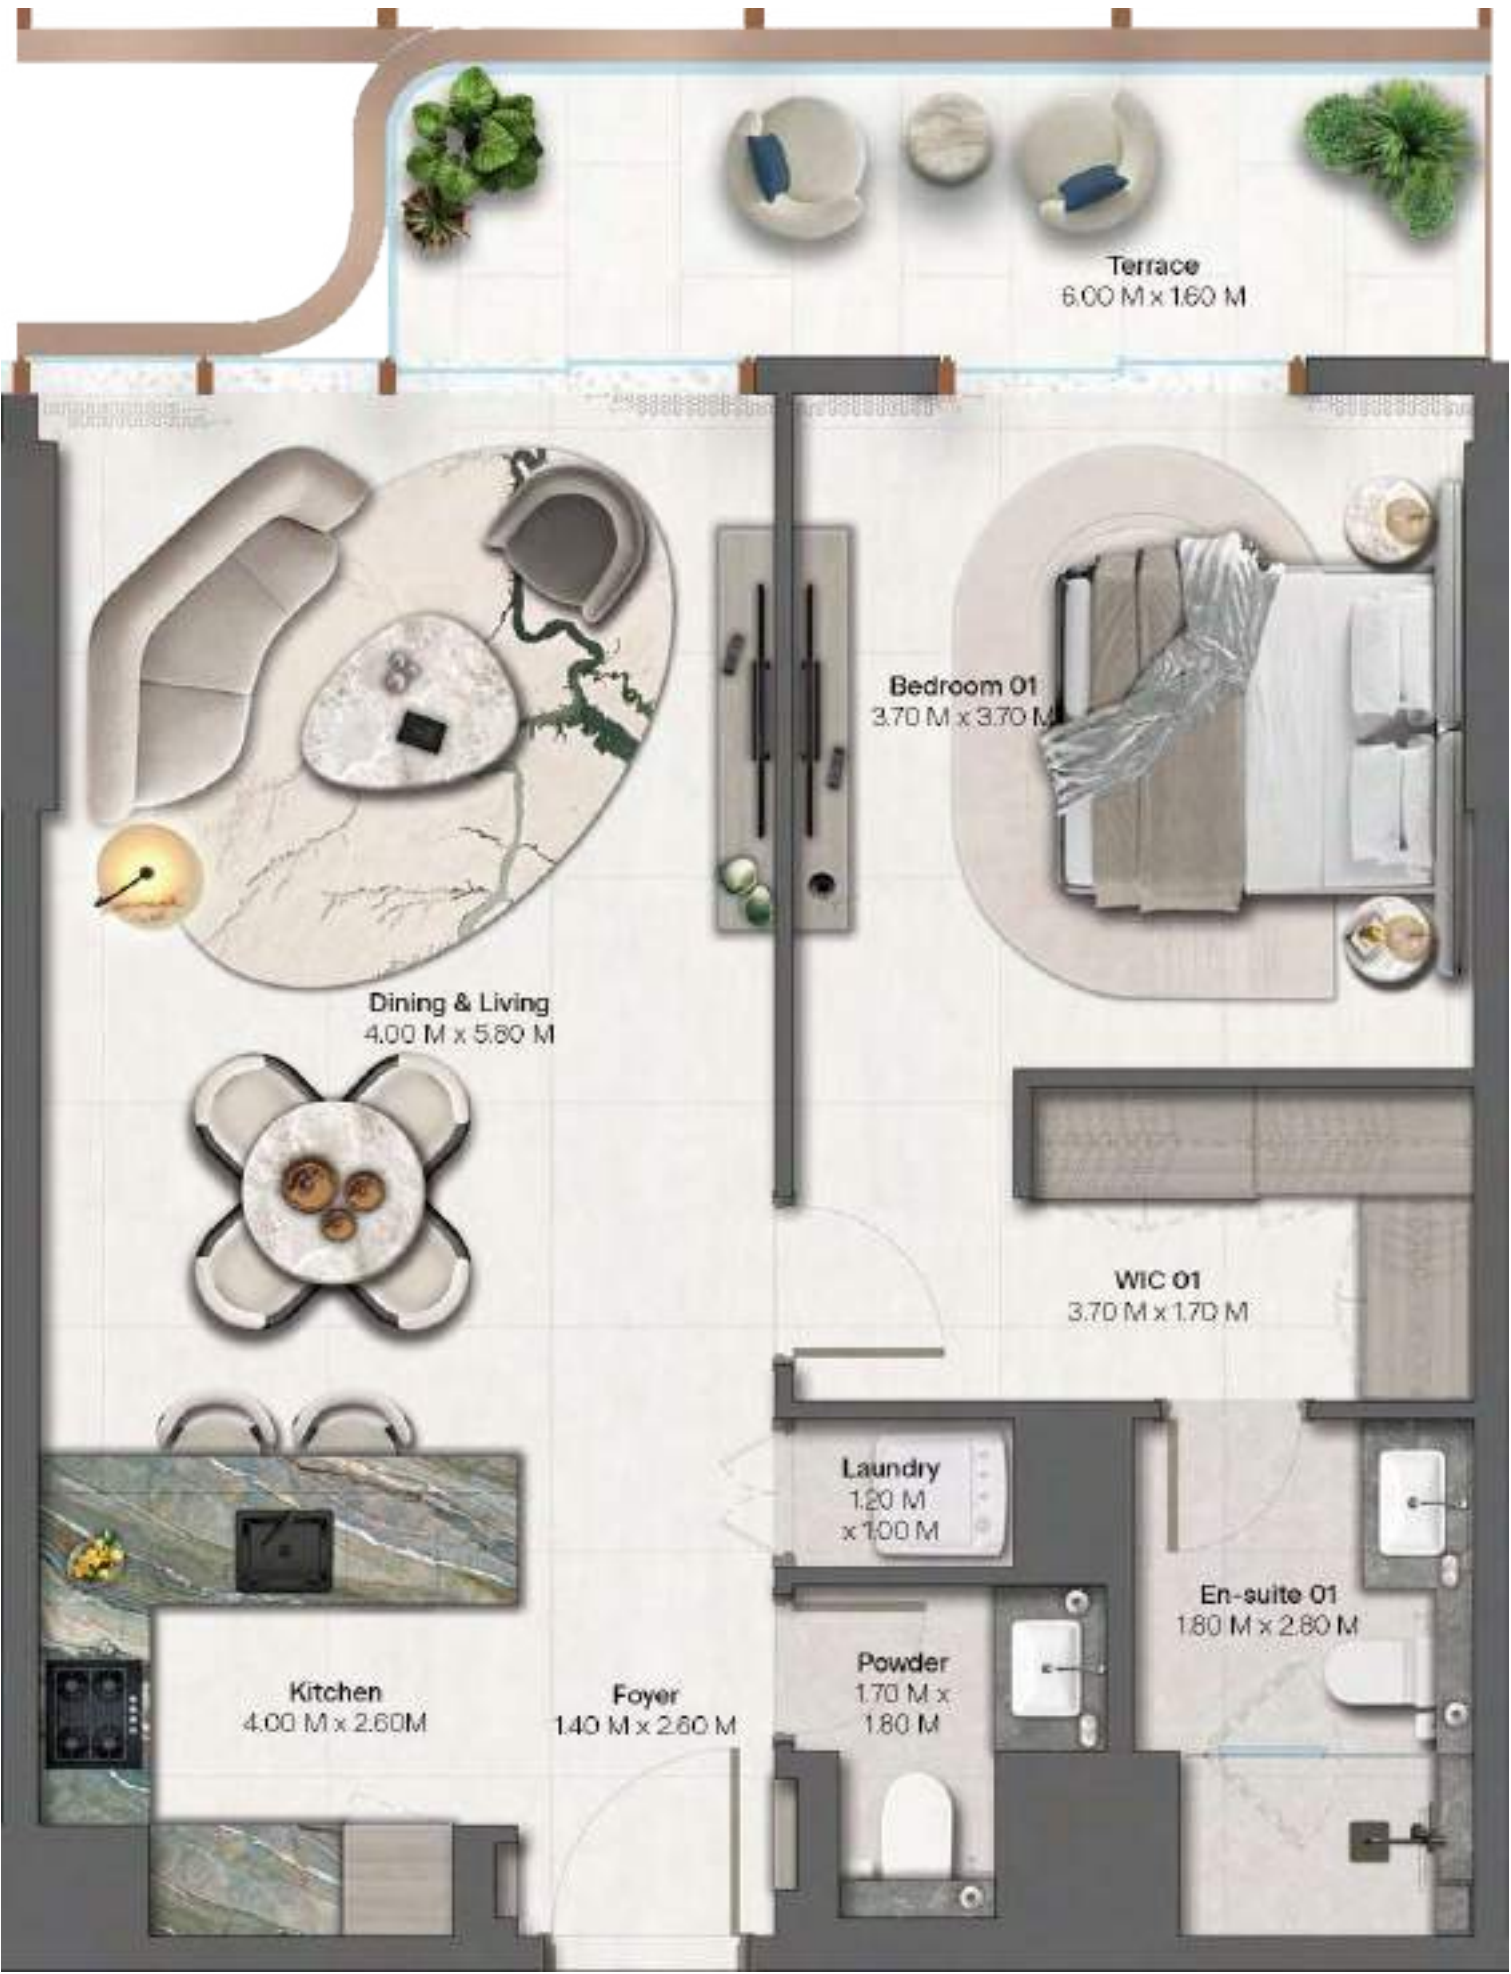 Terrace
6.00 M x 1.60 M
Bedroom 01
3.70 M x 3.70 M
Dining & Living
4.00 M x 5.80 M
WIC 01
3.70 M x 1.70 M
Laundry
1.20 M
x 1.00 M
En-suite 01
1.80 M x 2.80 M
Powder
1.70 M x
1.80 M
Kitchen
4.00 M x 2.60M
Foyer
1.40 M x 2.60 M